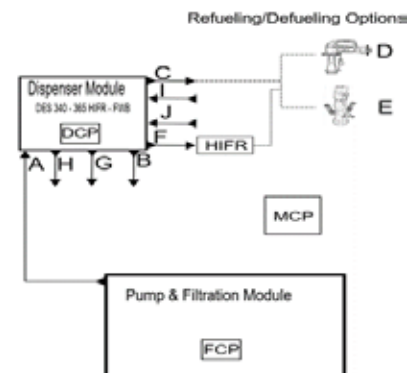 Refueling/Defueling Options
C
D
Dispenser Module
I
DES 340 - 365 HIFR - FWB
E
J
DCP
F
HIFR
A H G B
MCP
Pump & Filtration Module
FCP